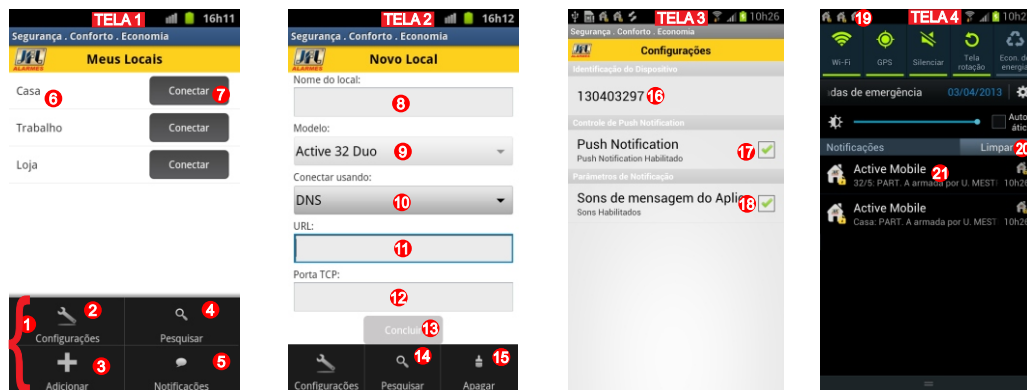 TELA 1
16h11
Segurança . Conforto . Economia
JFL
ALARMES
Meus Locais
Casa
6
Conectar
7
Trabalho
Conectar
Loja
Conectar
1
2
4
Configurações
Pesquisar
3
5
Adicionar
Notificações
TELA 2
16h12
Segurança . Conforto . Economia
JFL
ALARMES
Novo Local
Nome do local:
8
Modelo:
Active 32 Duo
9
Conectar usando:
DNS
10
URL:
11
Porta TCP:
12
Concluir
13
14
15
Configurações
Pesquisar
Apagar
TELA 3
10h26
Segurança . Conforto . Economia
JFL
Configurações
Identificação do Dispositivo
130403297
16
Controle de Push Notification
Push Notification
Push Notification Habilitado
17
Parâmetros de Notificação
Sons de mensagem do Aplic
Sons Habilitados
18
19
TELA 4
10h2
Wi-Fi
GPS
Silenciar
Tela rotação
Econ. de energia
das de emergência
03/04/2013
Auto
átic
Notificações
Limpar
20
Active Mobile
21
32/5: PART. A armada por U. MEST
10h26
Active Mobile
Casa: PART. A armada por U. MEST
10h26